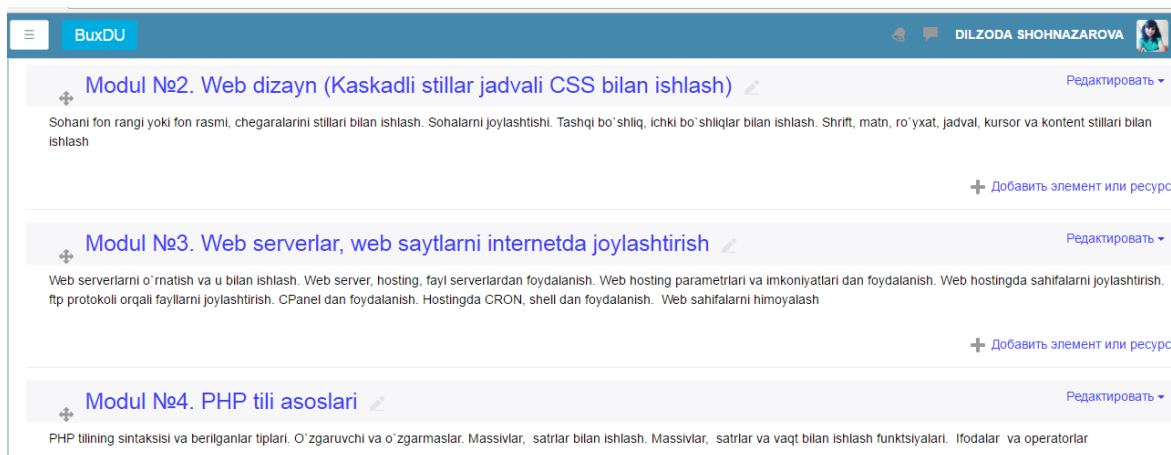 BuxDU
DILZODA SHOHNAZAROVA
Modul №2. Web dizayn (Kaskadli stillar jadvali CSS bilan ishlash)
Редактировать
Sohani fon rangi yoki fon rasmi, chegaralarini stillari bilan ishlash. Sohalarni joylashtishi. Tashqi bo`shliq, ichki bo`shliqlar bilan ishlash. Shrift, matn, ro`yxat, jadval, kursor va kontent stillari bilan
ishlash
Добавить элемент или ресурс
Modul №3. Web serverlar, web saytlarni internetda joylashtirish
Редактировать
Web serverlarni o`rnatish va u bilan ishlash. Web server, hosting, fayl serverlardan foydalanish. Web hosting parametrlari va imkoniyatlari dan foydalanish. Web hostingda sahifalarni joylashtirish.
ftp protokoli orqali fayllarni joylashtirish. CPanel dan foydalanish. Hostingda CRON, shell dan foydalanish. Web sahifalarni himoyalash
Добавить элемент или ресурс
Modul №4. PHP tili asoslari
Редактировать
PHP tilining sintaksisi va berilganlar tiplari. O`zgaruvchi va o`zgarmaslar. Massivlar, satrlar bilan ishlash. Massivlar, satrlar va vaqt bilan ishlash funktsiyalari. Ifodalar va operatorlar